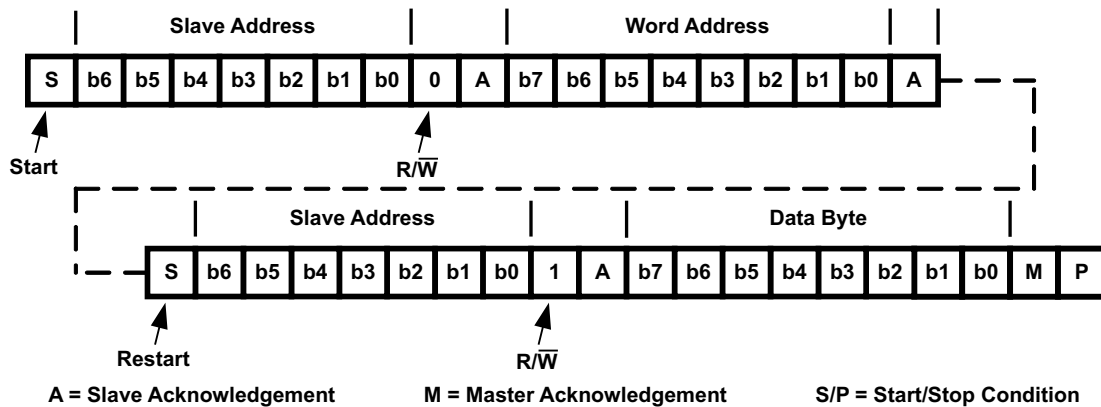 Slave Address Word Address
S b6 b5 b4 b3 b2 b1 b0 0 A b7 b6 b5 b4 b3 b2 b1 b0 A
Start R/W̅
Slave Address Data Byte
S b6 b5 b4 b3 b2 b1 b0 1 A b7 b6 b5 b4 b3 b2 b1 b0 M P
Restart R/W̅
A = Slave Acknowledgement M = Master Acknowledgement S/P = Start/Stop Condition